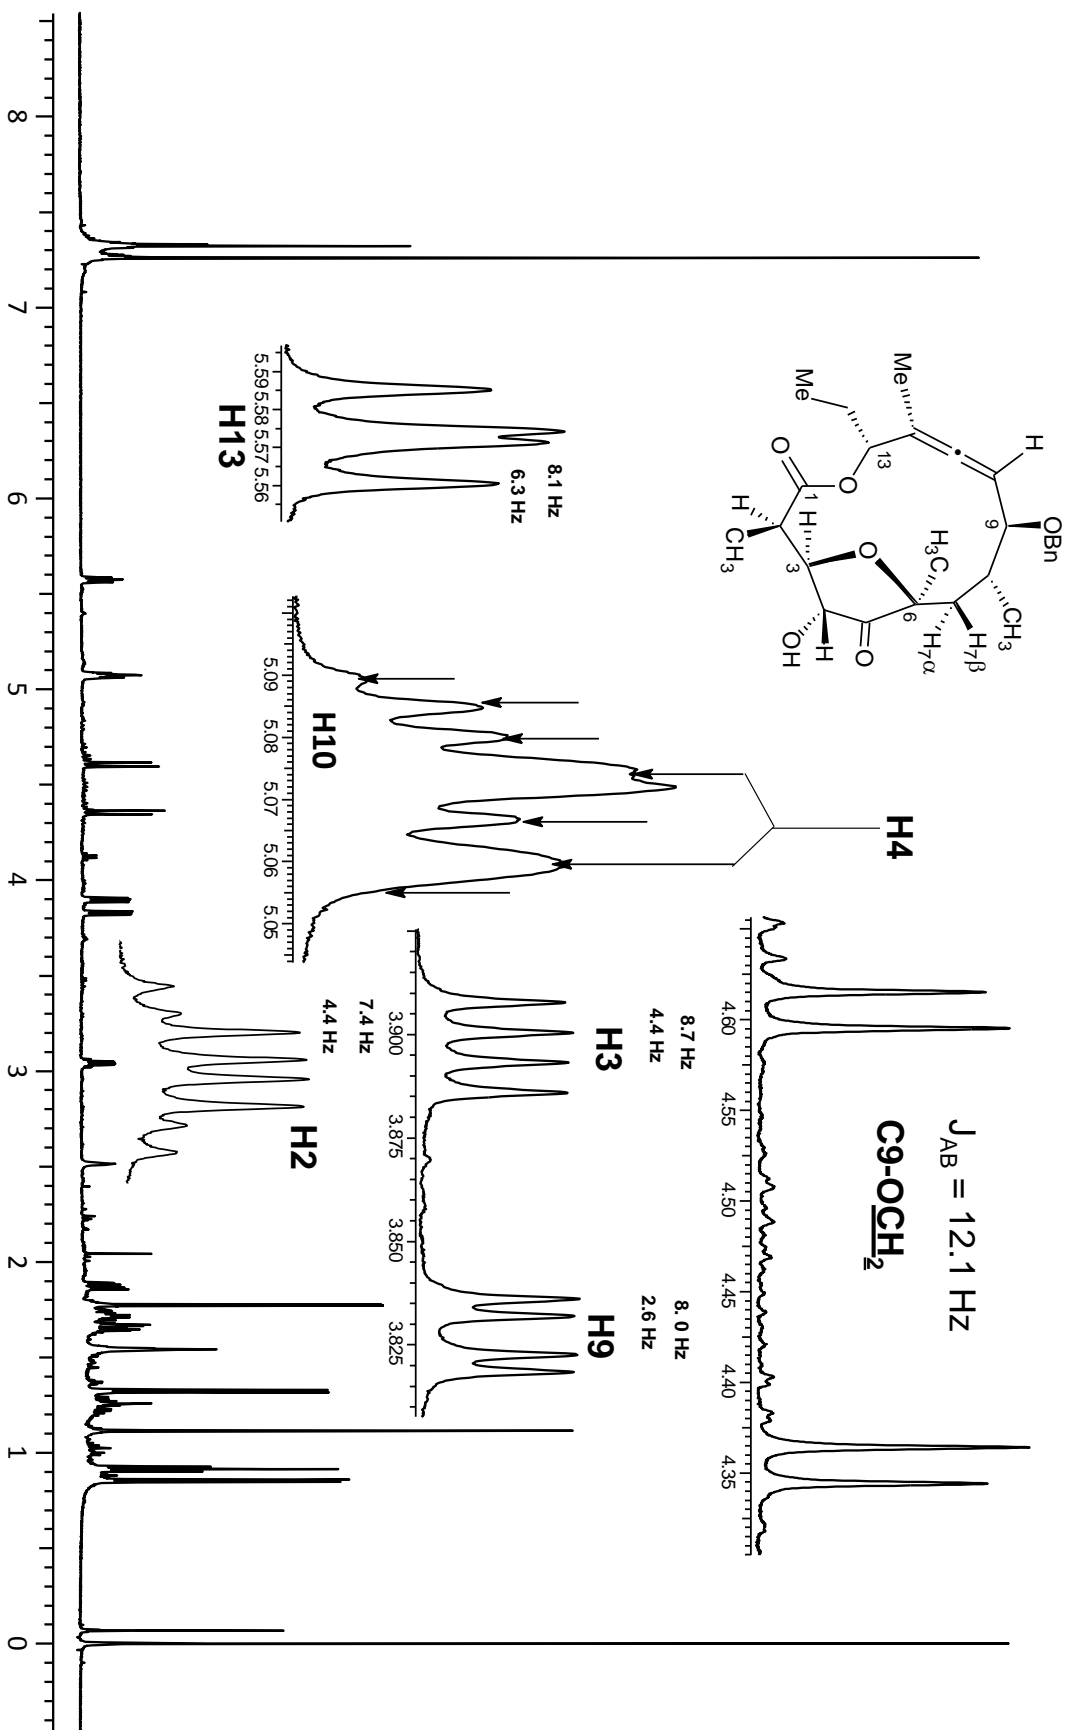 OBn
H
9
CH3
H7β
H7α
H3C
6
O
O
H
OH
3
H
CH3
H
1
O
O
13
Me
Me
JAB = 12.1 Hz
C9-OCH2
4.60
4.55
4.50
4.45
4.40
4.35
H4
H10
5.09
5.08
5.07
5.06
5.05
8.7 Hz
4.4 Hz
H3
8.0 Hz
2.6 Hz
H9
3.900
3.875
3.850
3.825
8.1 Hz
6.3 Hz
5.59
5.58
5.57
5.56
H13
7.4 Hz
4.4 Hz
H2
8
7
6
5
4
3
2
1
0